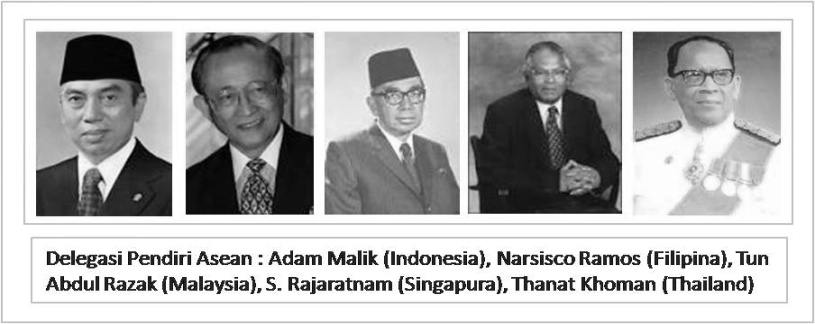 Delegasi Pendiri Asean : Adam Malik (Indonesia), Narsisco Ramos (Filipina), Tun
Abdul Razak (Malaysia), S. Rajaratnam (Singapura), Thanat Khoman (Thailand)